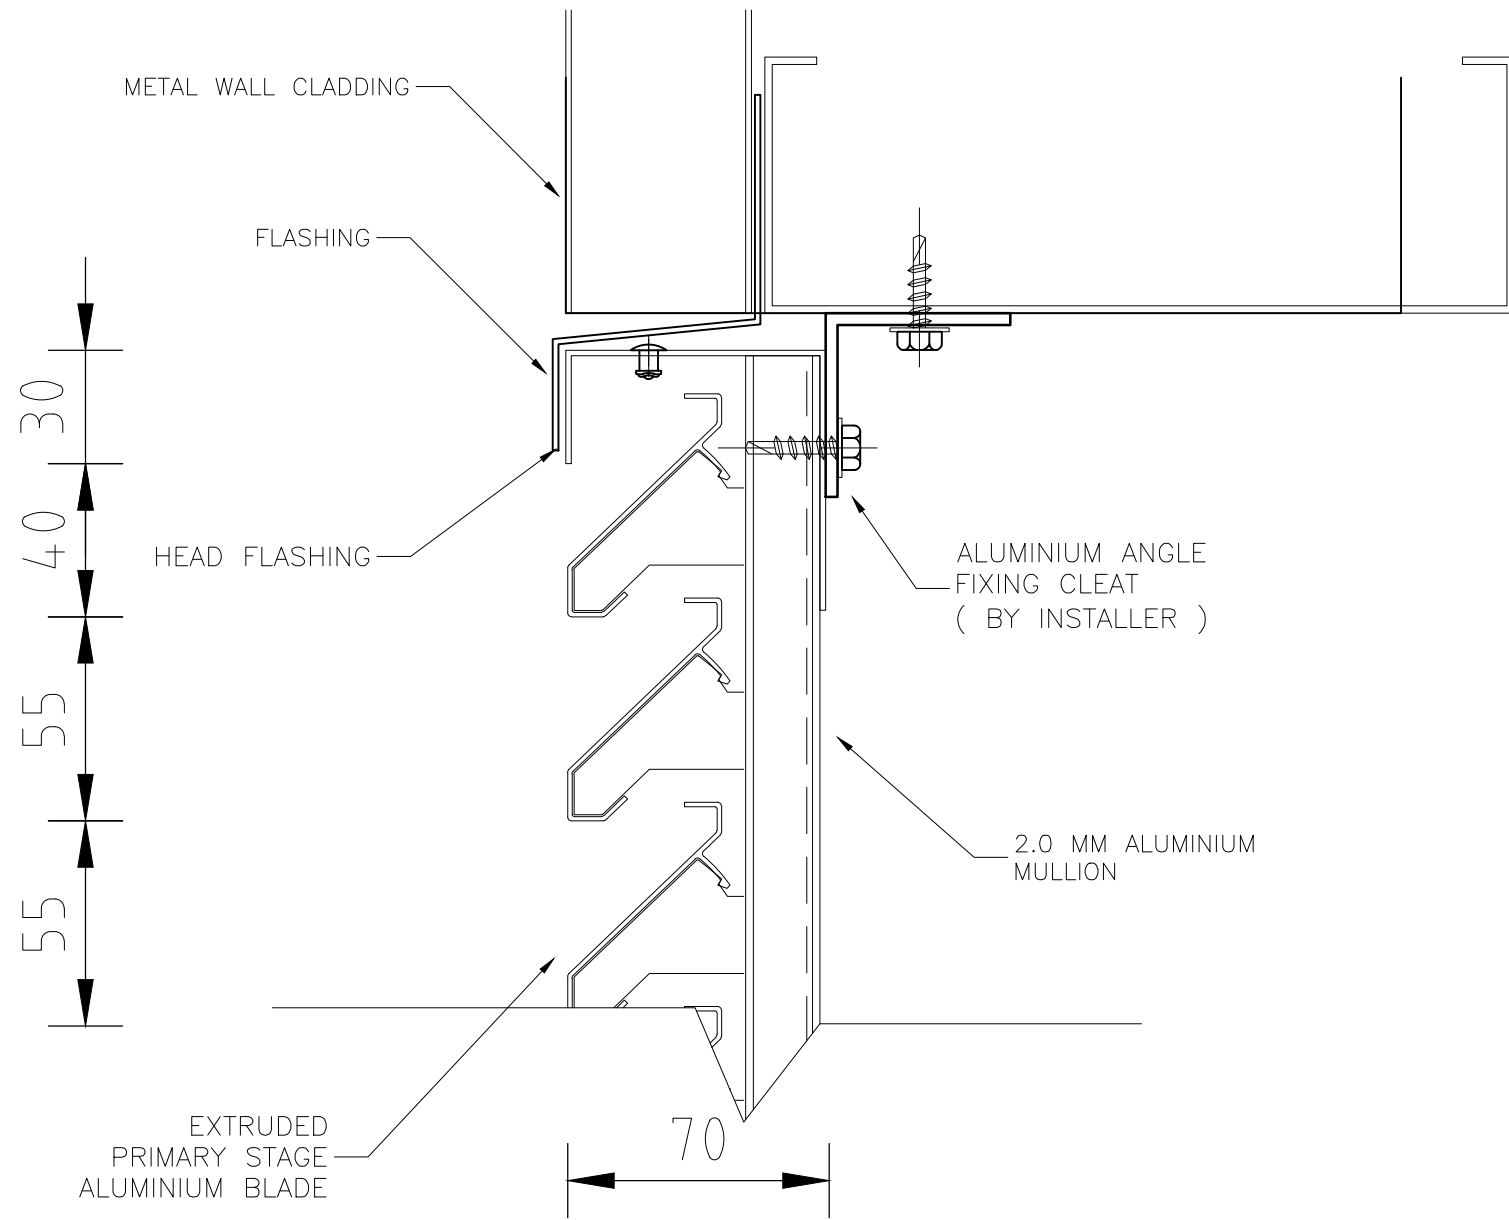 METAL WALL CLADDING
FLASHING
30
40
HEAD FLASHING
ALUMINIUM ANGLE
FIXING CLEAT
( BY INSTALLER )
55
2.0 MM ALUMINIUM
MULLION
55
EXTRUDED
PRIMARY STAGE
ALUMINIUM BLADE
70